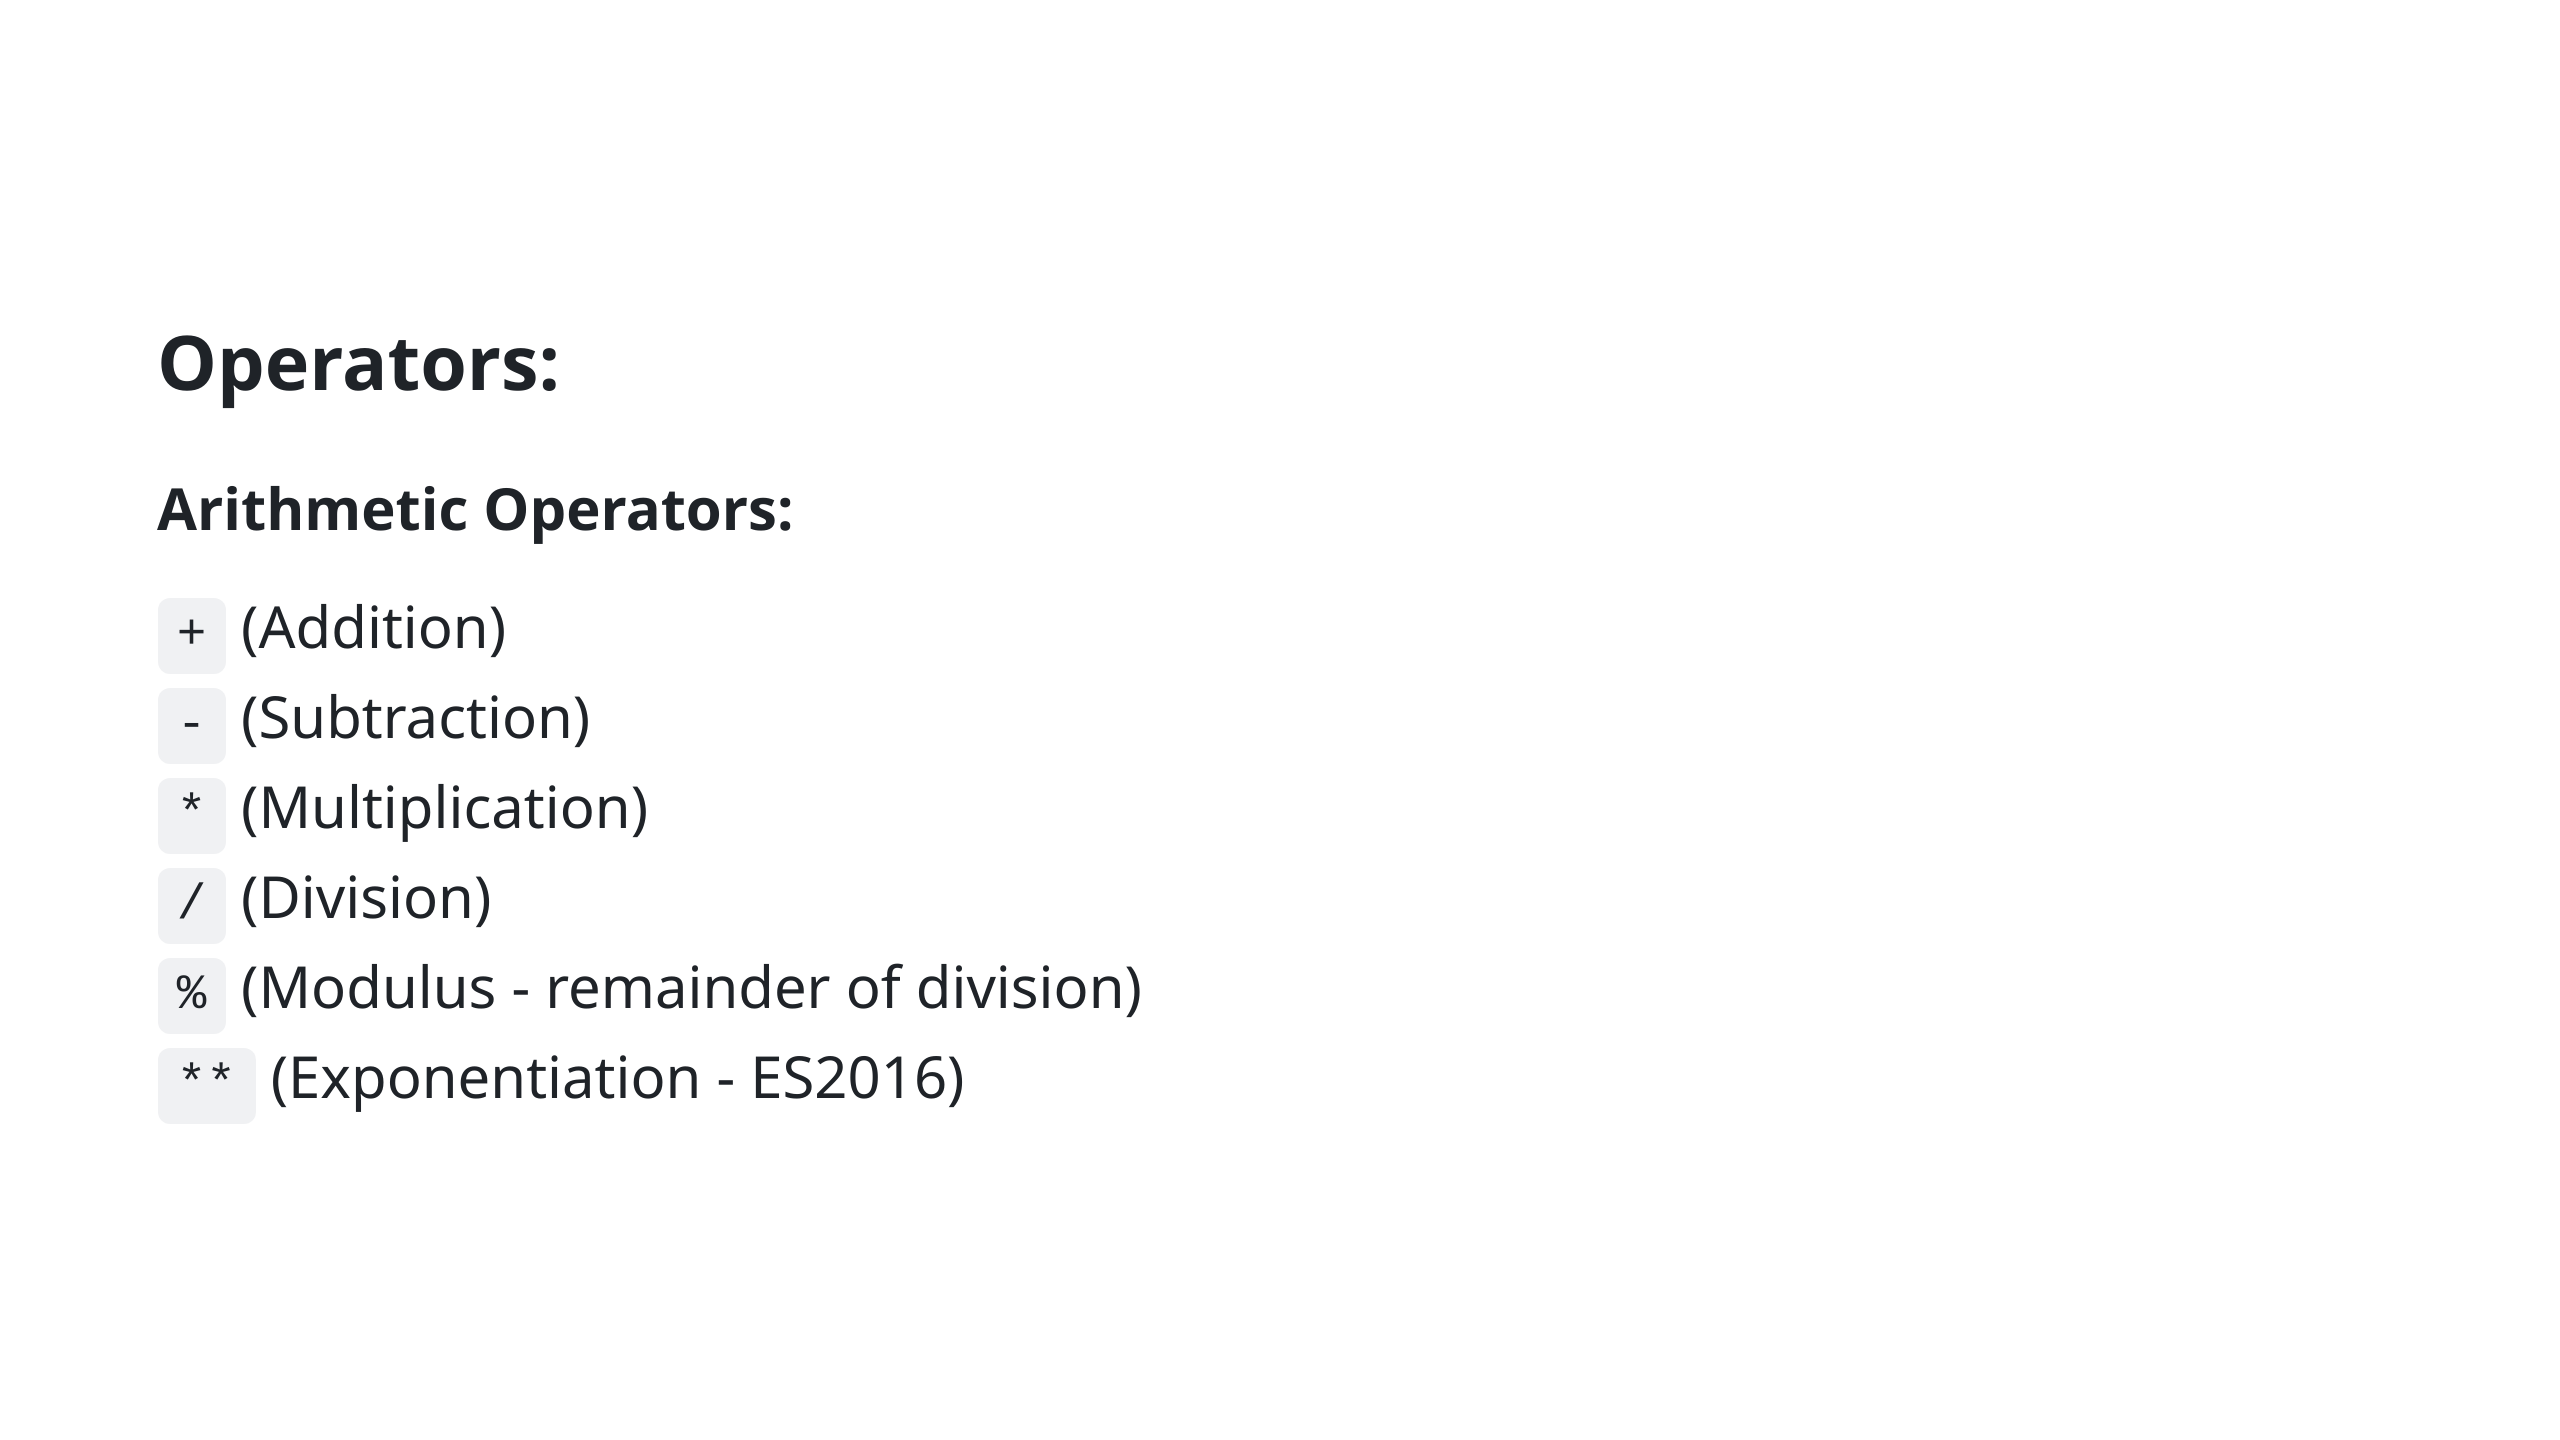 Operators:
Arithmetic Operators:
+ (Addition)
- (Subtraction)
* (Multiplication)
/ (Division)
% (Modulus - remainder of division)
** (Exponentiation - ES2016)